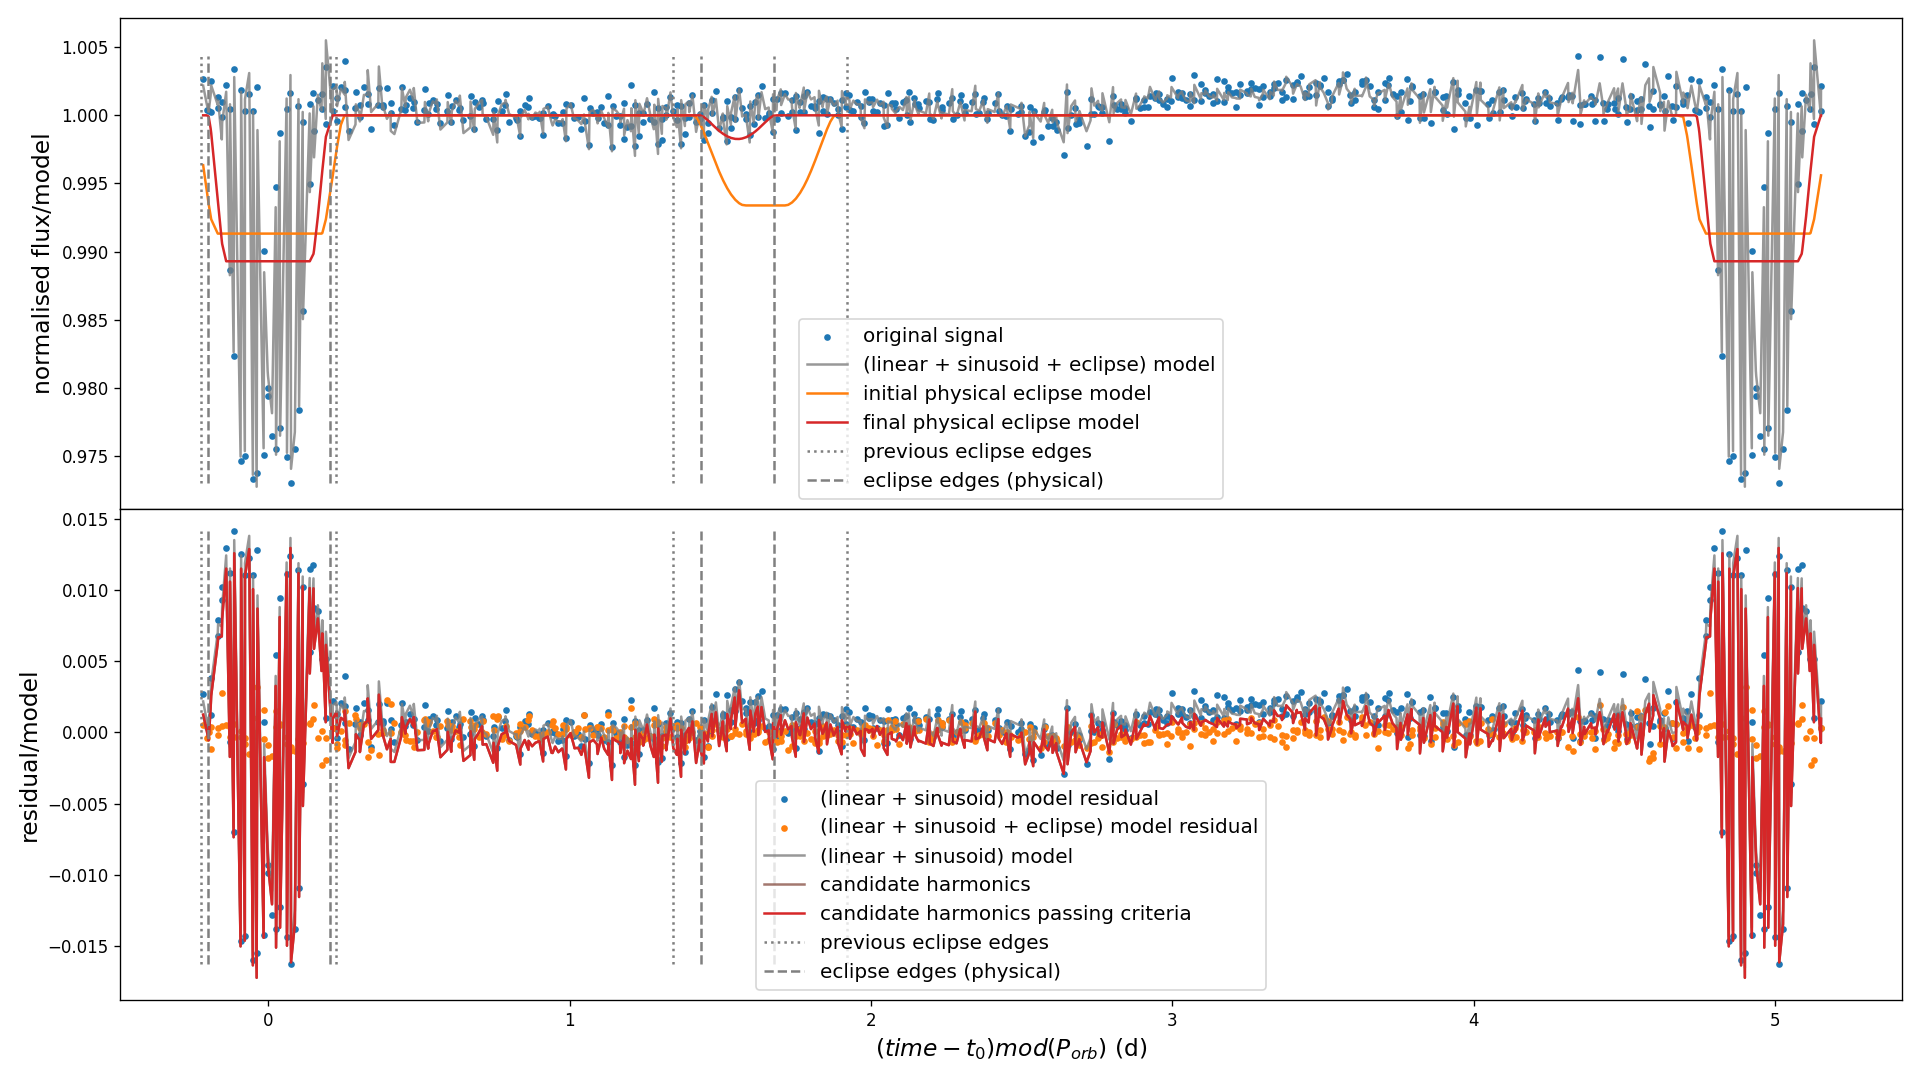 normalised flux/model
1.005
1.000
0.995
0.990
0.985
0.980
0.975
original signal
(linear + sinusoid + eclipse) model
initial physical eclipse model
final physical eclipse model
previous eclipse edges
eclipse edges (physical)
residual/model
0.015
0.010
0.005
0.000
−0.005
−0.010
−0.015
(linear + sinusoid) model residual
(linear + sinusoid + eclipse) model residual
(linear + sinusoid) model
candidate harmonics
candidate harmonics passing criteria
previous eclipse edges
eclipse edges (physical)
0 1 2 3 4 5
(time − t₀)mod(P_orb) (d)